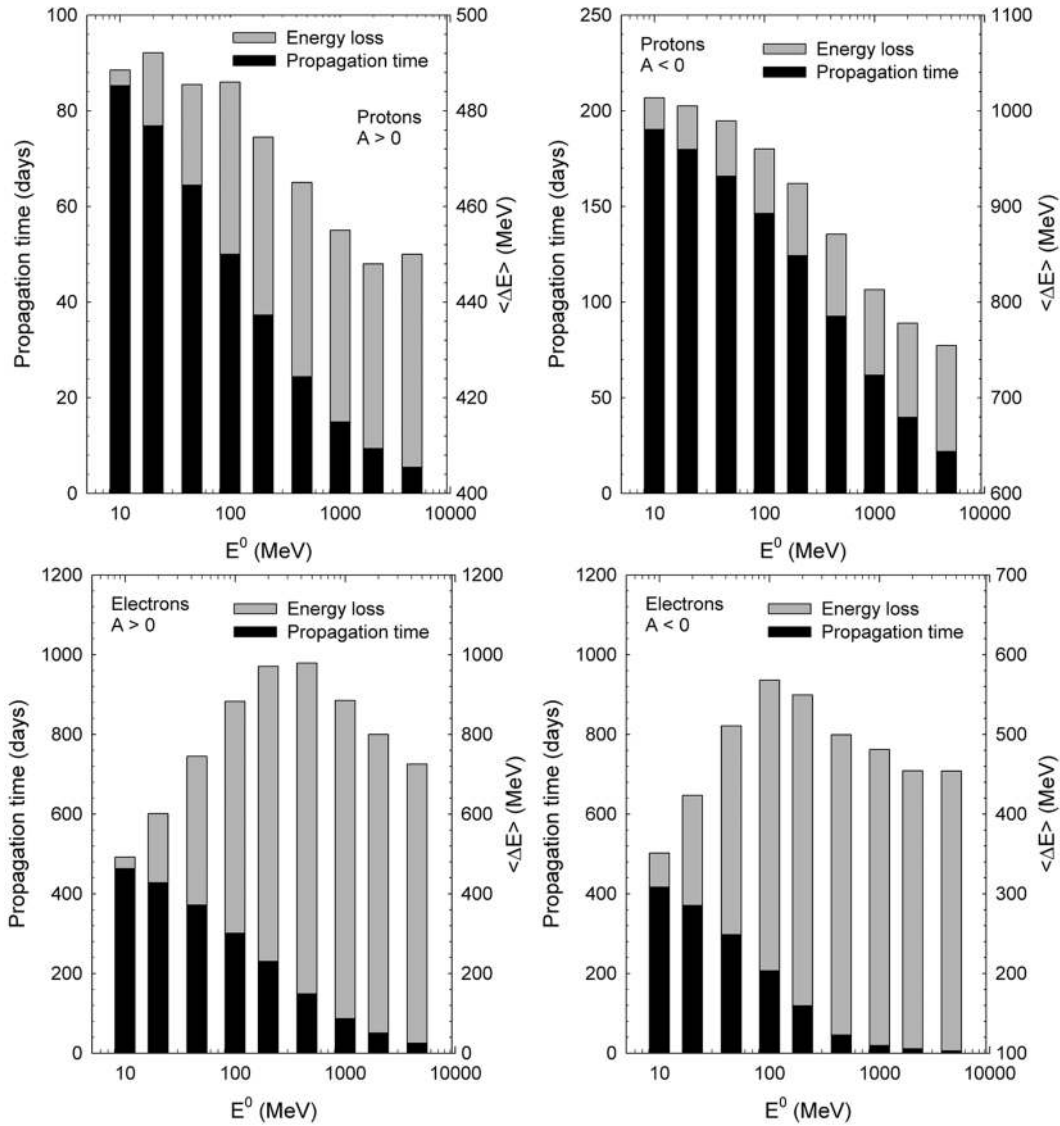 100
80
60
40
20
0
Propagation time (days)
Energy loss
Propagation time
Protons
A > 0
500
480
460
440
420
400
<ΔE> (MeV)
10
100
1000
10000
E⁰ (MeV)
250
200
150
100
50
0
Propagation time (days)
Protons
A < 0
Energy loss
Propagation time
1100
1000
900
800
700
600
<ΔE> (MeV)
10
100
1000
10000
E⁰ (MeV)
1200
1000
800
600
400
200
0
Propagation time (days)
Electrons
A > 0
Energy loss
Propagation time
1200
1000
800
600
400
200
0
<ΔE> (MeV)
10
100
1000
10000
E⁰ (MeV)
1200
1000
800
600
400
200
0
Propagation time (days)
Electrons
A < 0
Energy loss
Propagation time
700
600
500
400
300
200
100
<ΔE> (MeV)
10
100
1000
10000
E⁰ (MeV)